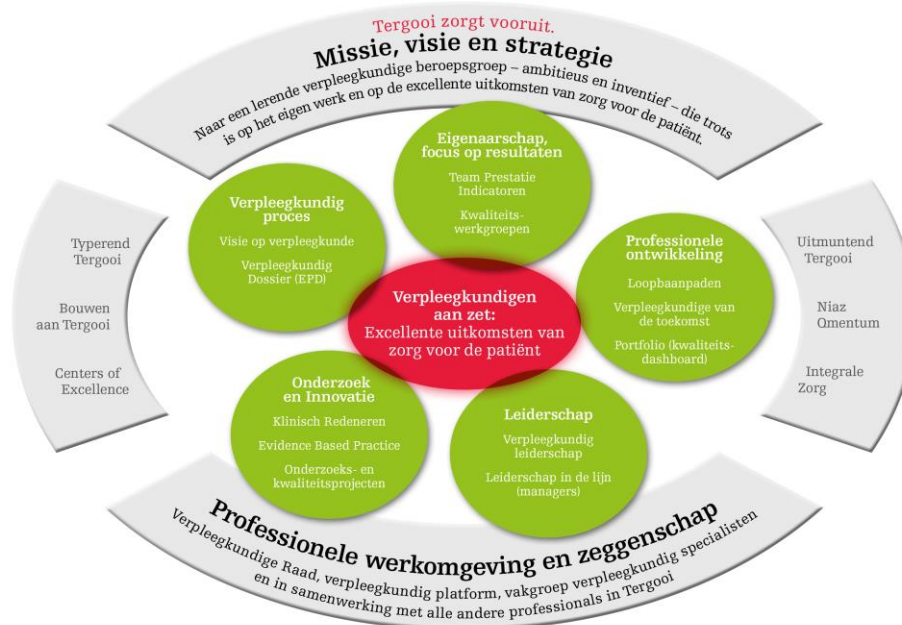 Tergooi zorgt vooruit.
Missie, visie en strategie
Naar een lerende verpleegkundige beroepsgroep – ambitieus en inventief – die trots
is op het eigen werk en op de excellente uitkomsten van zorg voor de patiënt.
Eigenaarschap,
focus op resultaten
Team Prestatie
Indicatoren
Kwaliteits-
werkgroepen
Verpleegkundig
proces
Visie op verpleegkunde
Verpleegkundig
Dossier (EPD)
Professionele
ontwikkeling
Loopbaanpaden
Verpleegkundige van
de toekomst
Portfolio (kwaliteits-
dashboard)
Typerend
Tergooi
Bouwen
aan Tergooi
Centers of
Excellence
Uitmuntend
Tergooi
Niaz
Qmentum
Integrale
Zorg
Verpleegkundigen
aan zet:
Excellente uitkomsten van
zorg voor de patiënt
Onderzoek
en Innovatie
Klinisch Redeneren
Evidence Based Practice
Onderzoeks- en
kwaliteitsprojecten
Leiderschap
Verpleegkundig
leiderschap
Leiderschap in de lijn
(managers)
Professionele werkomgeving en zeggenschap
Verpleegkundige Raad, verpleegkundig platform, vakgroep verpleegkundig specialisten
en in samenwerking met alle andere professionals in Tergooi